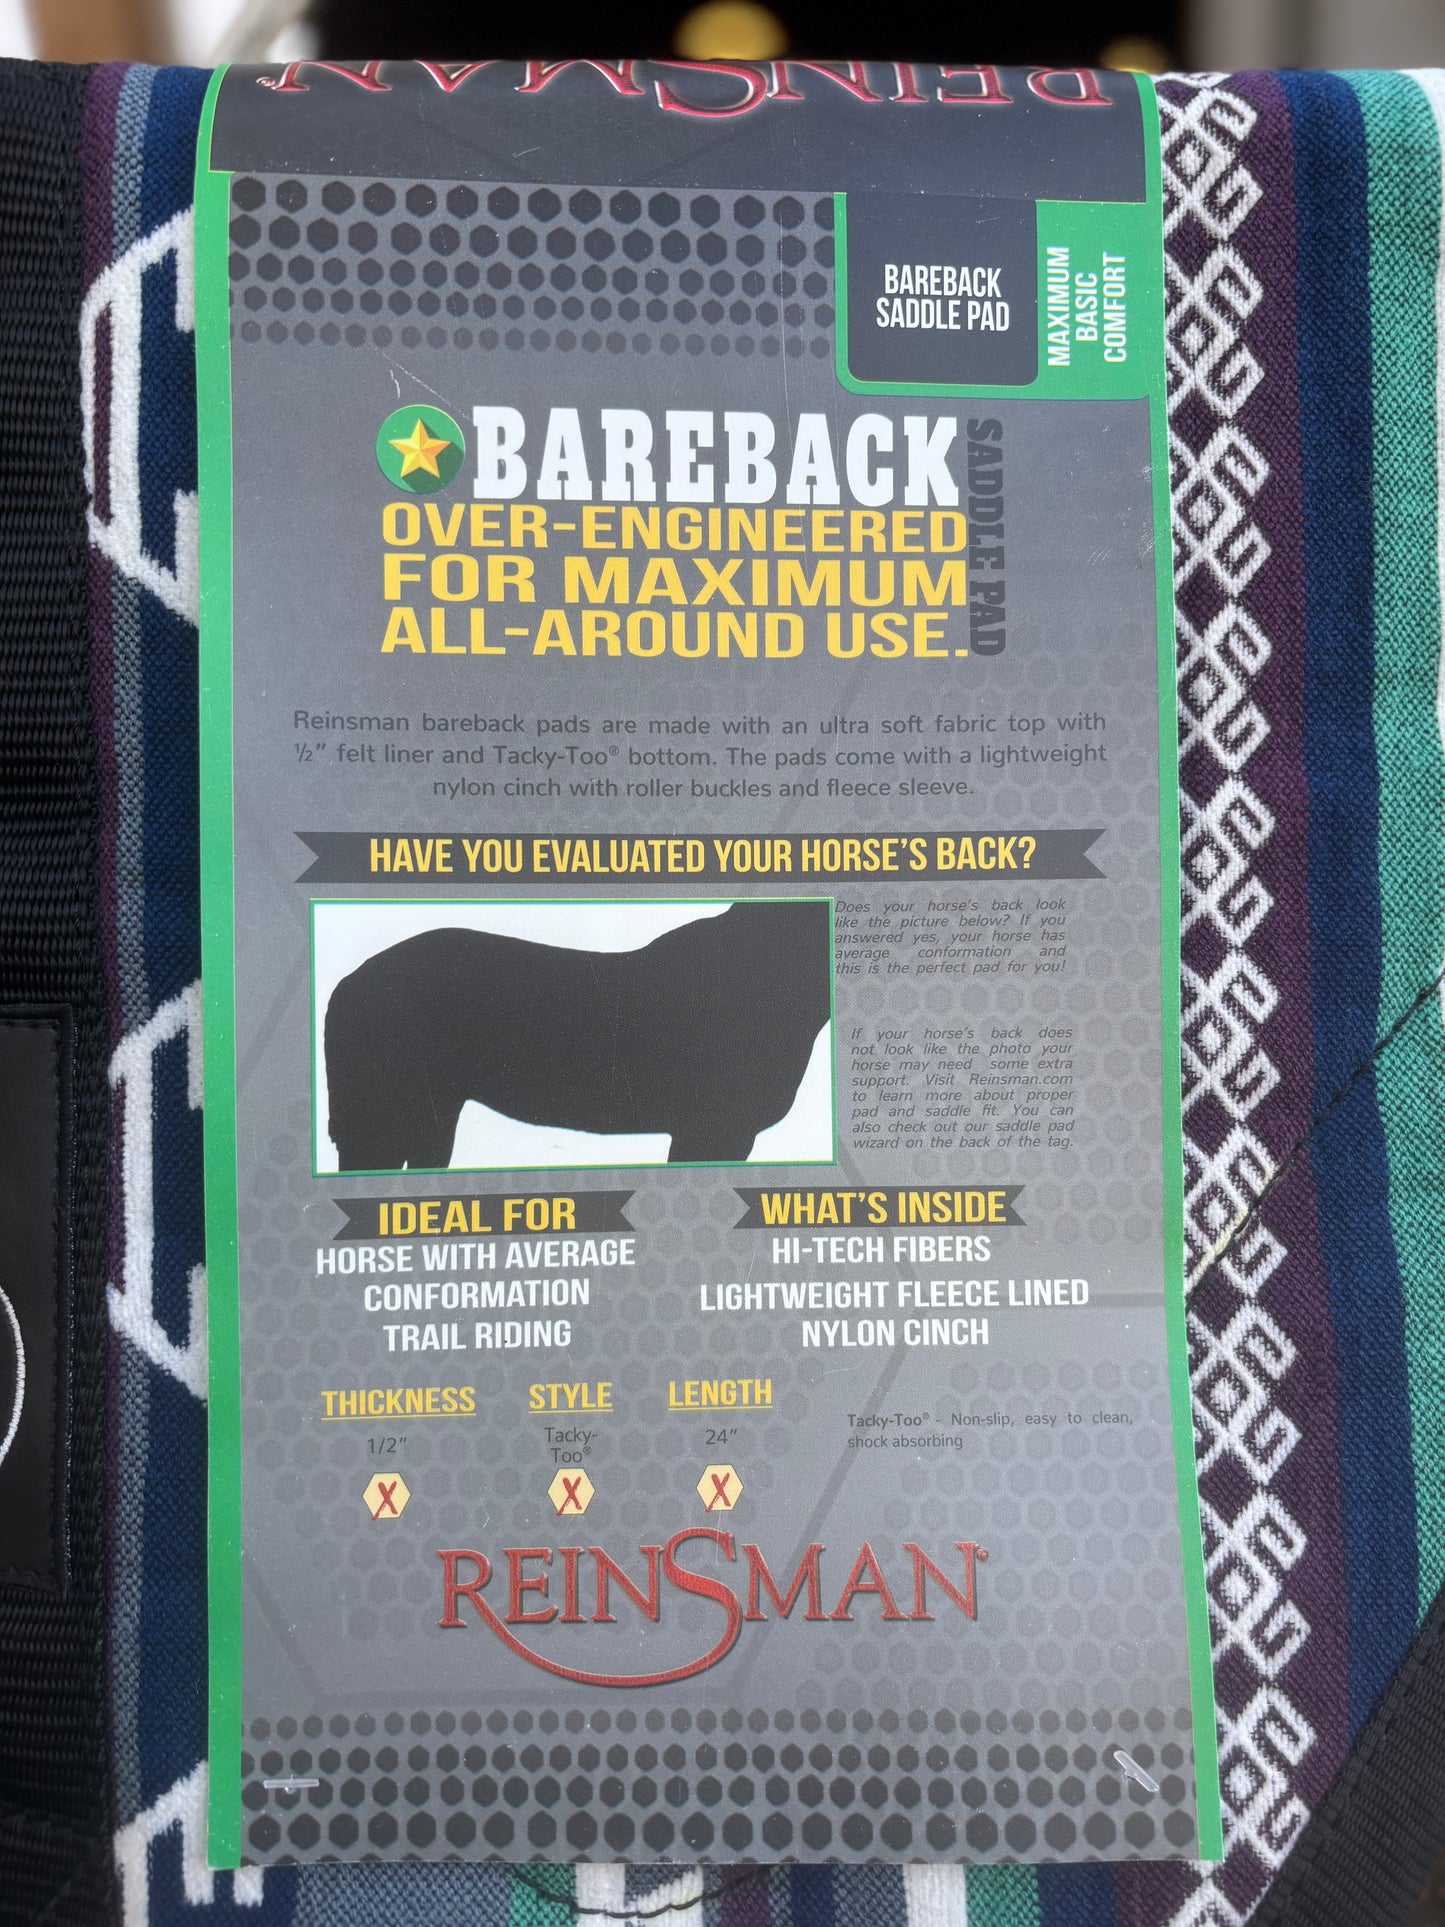 REINSMAN
BAREBACK
SADDLE PAD
MAXIMUM
BASIC
COMFORT
BAREBACK
SADDLE PAD
OVER-ENGINEERED
FOR MAXIMUM
ALL-AROUND USE.
Reinsman bareback pads are made with an ultra soft fabric top with
½" felt liner and Tacky-Too® bottom. The pads come with a lightweight
nylon cinch with roller buckles and fleece sleeve.
HAVE YOU EVALUATED YOUR HORSE'S BACK?
Does your horse's back look
like the picture below? If you
answered yes, your horse has
average conformation and
this is the perfect pad for you!
If your horse's back does
not look like the photo your
horse may need some extra
support. Visit Reinsman.com
to learn more about proper
pad and saddle fit. You can
also check out our saddle pad
wizard on the back of the tag.
IDEAL FOR
HORSE WITH AVERAGE
CONFORMATION
TRAIL RIDING
WHAT'S INSIDE
HI-TECH FIBERS
LIGHTWEIGHT FLEECE LINED
NYLON CINCH
THICKNESS
1/2"
X
STYLE
Tacky-
Too®
X
LENGTH
24"
X
Tacky-Too® - Non-slip, easy to clean,
shock absorbing
REINSMAN®